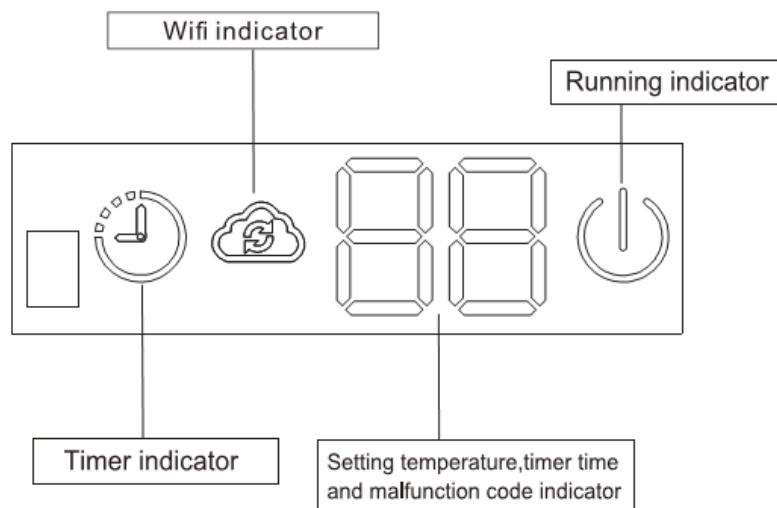 Wifi indicator
Running indicator
Timer indicator
Setting temperature,timer time
and malfunction code indicator